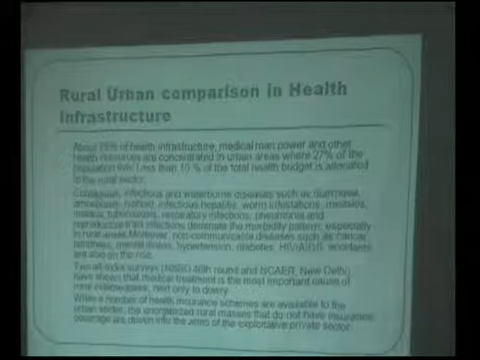 Rural Urban comparison in Health
Infrastructure
About 75% of health infrastructure, medical man power and other
health resources are concentrated in urban areas where 27% of the
population live. Less than 10 % of the total health budget is allocated
to the rural sector.
Contagious, infectious and waterborne diseases such as diarrhoea,
amoebiasis, typhoid, infectious hepatitis, worm infestations, measles,
malaria, tuberculosis, respiratory infections, pneumonia and
reproductive tract infections dominate the morbidity pattern, especially
in rural areas. Moreover, non-communicable diseases such as cancer,
blindness, mental illness, hypertension, diabetes, HIV/AIDS, accidents
are also on the rise.
Two all-India surveys (NSSO 48th round and NCAER, New Delhi)
have shown that medical treatment is the most important cause of
rural indebtedness, next only to dowry.
While a number of health insurance schemes are available to the
urban sector, the unorganized rural masses that do not have insurance
coverage are driven into the arms of the exploitative private sector.